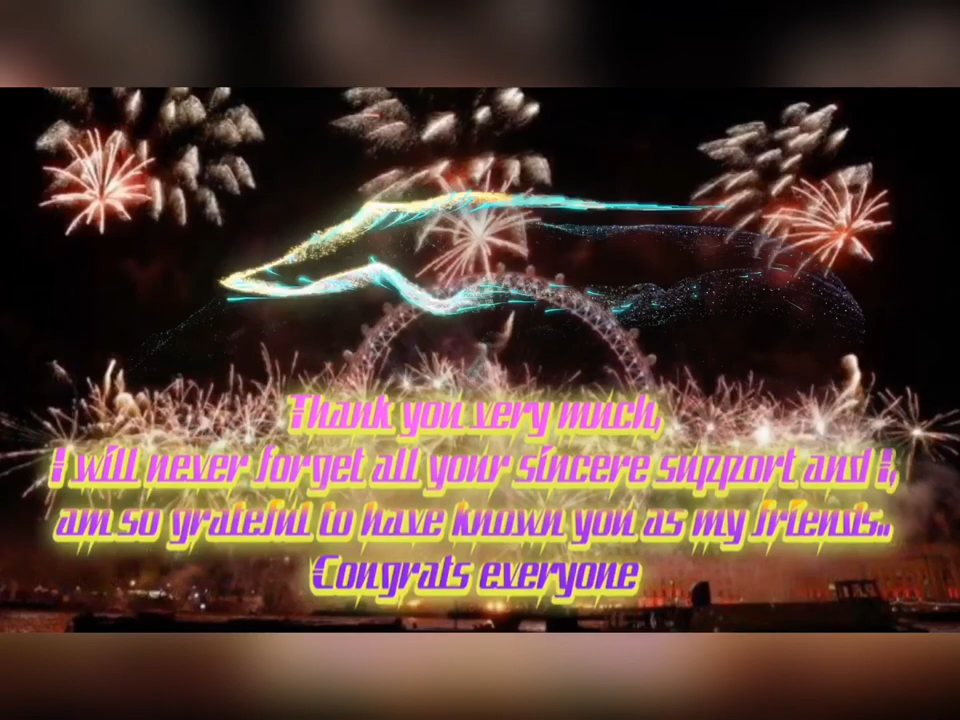 Thank you very much,
I will never forget all your sincere support and I,
am so grateful to have known you as my friends..
Congrats everyone